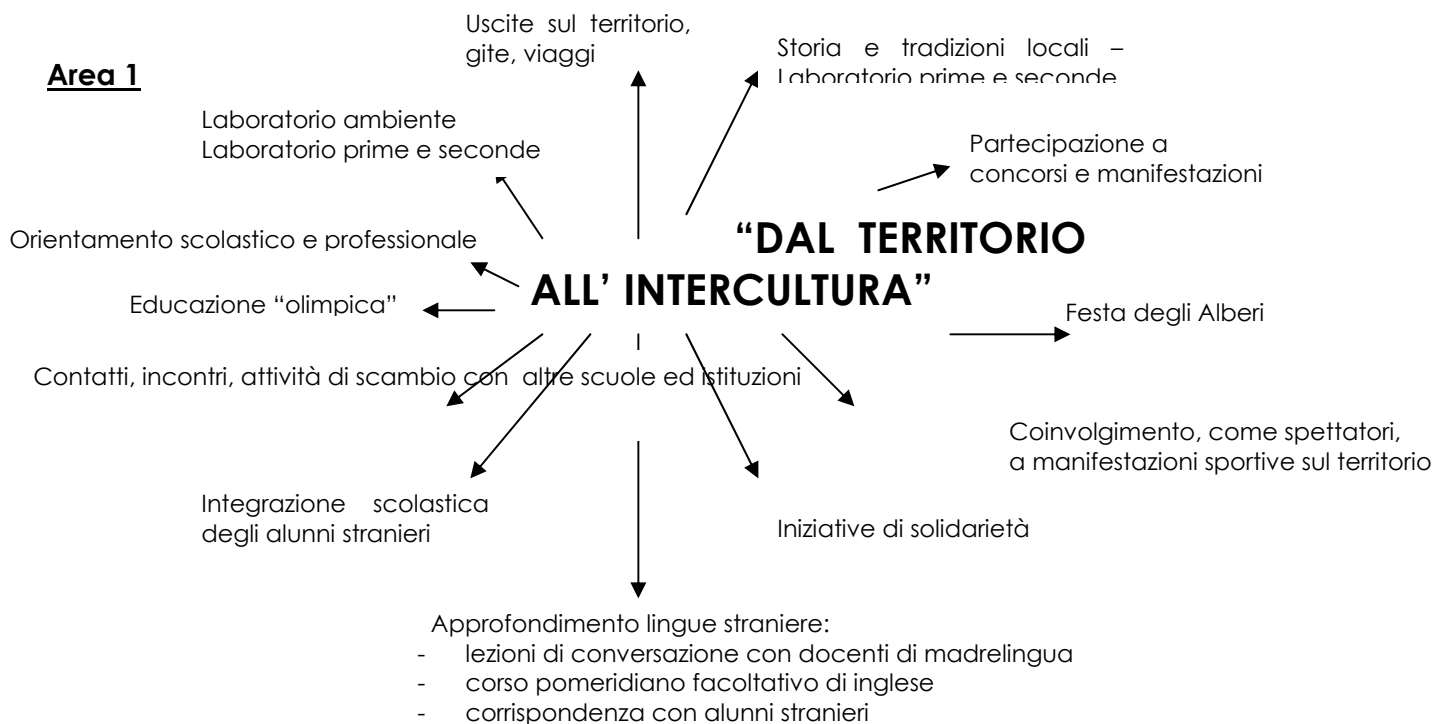 Uscite sul territorio,
gite, viaggi
Storia e tradizioni locali –
Laboratorio prime e seconde
Area 1
Laboratorio ambiente
Laboratorio prime e seconde
Partecipazione a
concorsi e manifestazioni
Orientamento scolastico e professionale
“DAL TERRITORIO
ALL’ INTERCULTURA”
Educazione “olimpica”
Festa degli Alberi
Contatti, incontri, attività di scambio con altre scuole ed istituzioni
Coinvolgimento, come spettatori,
a manifestazioni sportive sul territorio
Integrazione scolastica
degli alunni stranieri
Iniziative di solidarietà
Approfondimento lingue straniere:
- lezioni di conversazione con docenti di madrelingua
- corso pomeridiano facoltativo di inglese
- corrispondenza con alunni stranieri